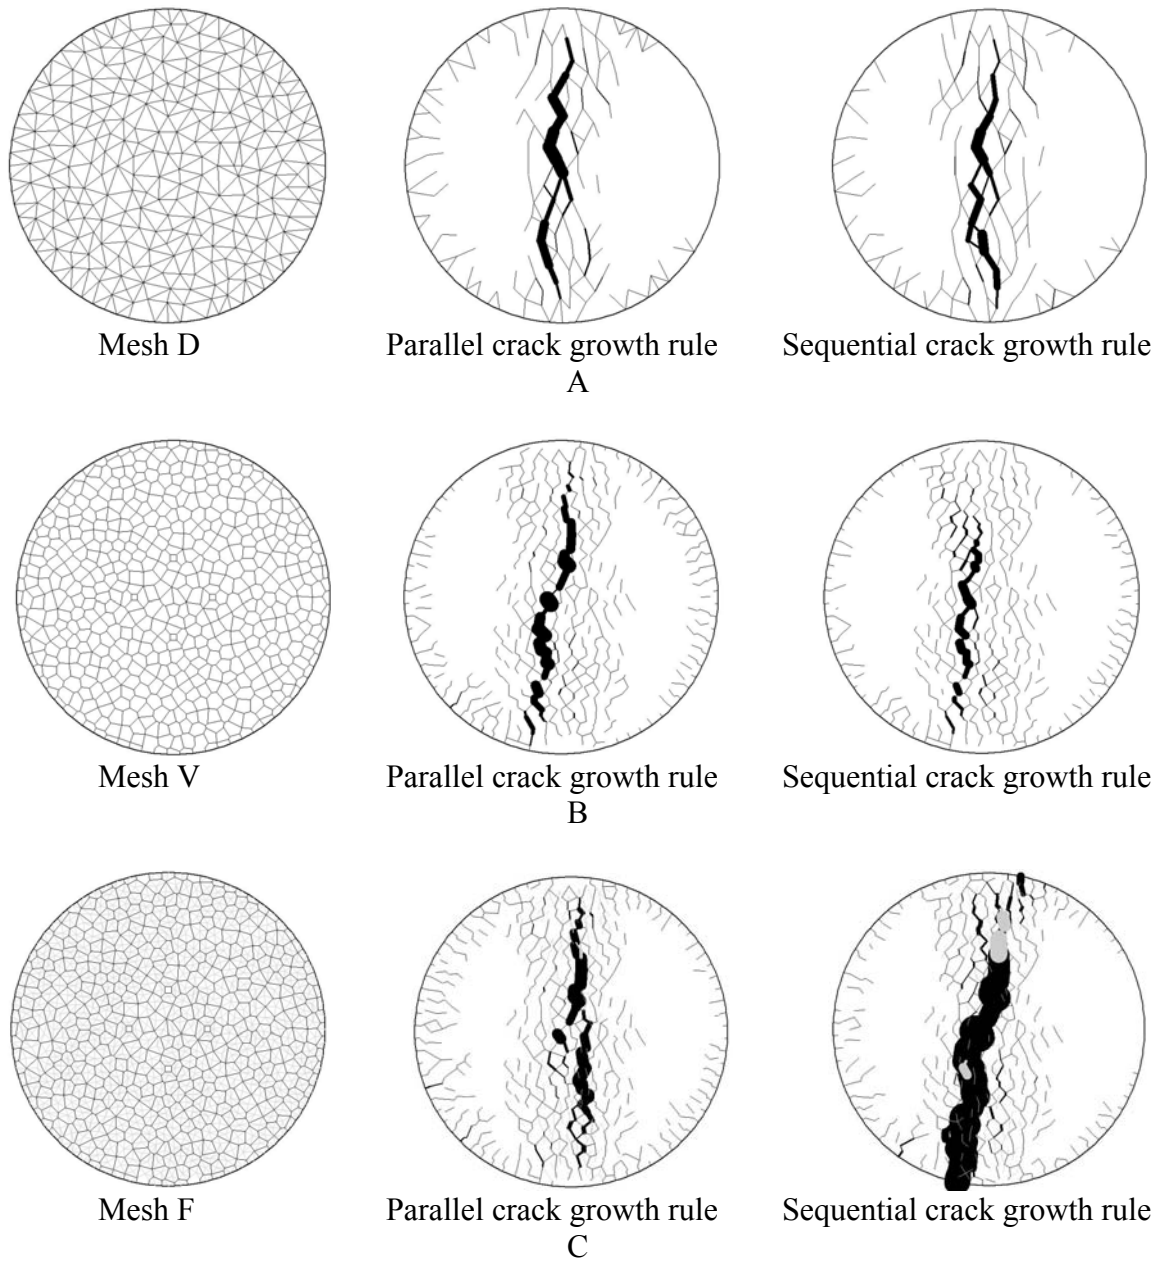 Mesh D Parallel crack growth rule Sequential crack growth rule
A
Mesh V Parallel crack growth rule Sequential crack growth rule
B
Mesh F Parallel crack growth rule Sequential crack growth rule
C